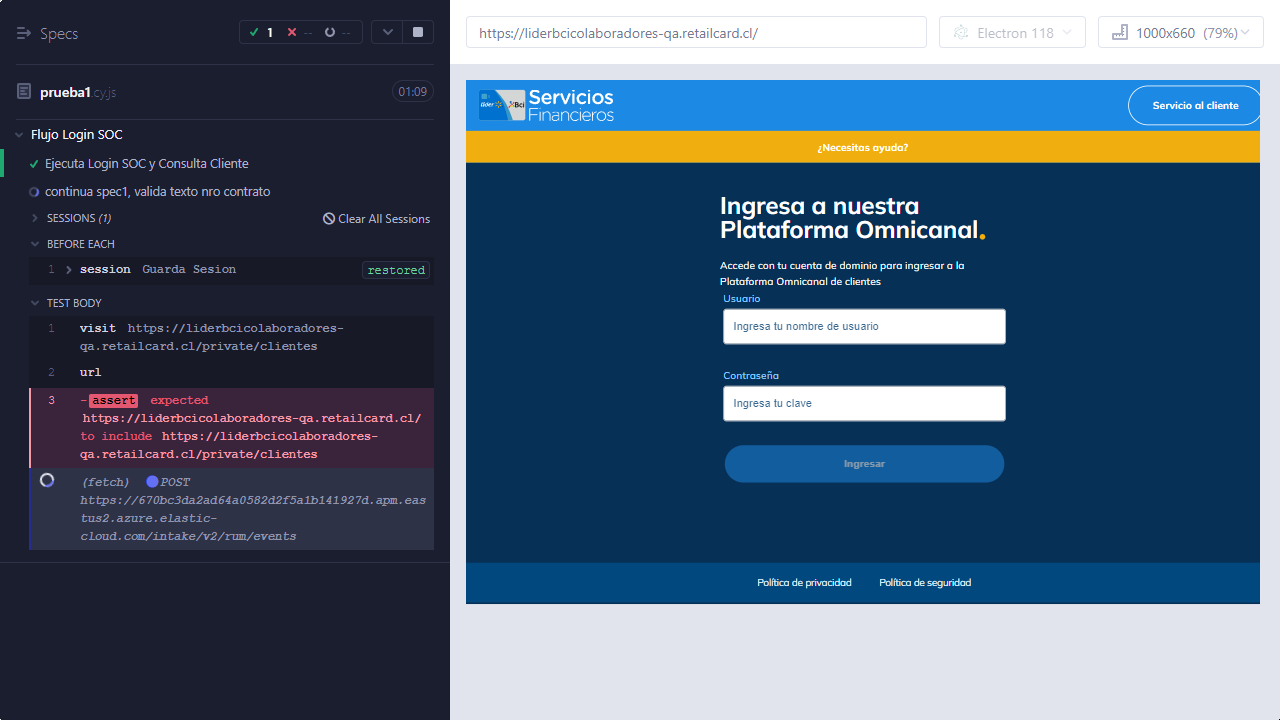 Specs
1
--
--
prueba1.cy.js
01:09
Flujo Login SOC
Ejecuta Login SOC y Consulta Cliente
continua spec1, valida texto nro contrato
SESSIONS (1)
Clear All Sessions
BEFORE EACH
1 session Guarda Sesion restored
TEST BODY
1 visit https://liderbcicolaboradores-
qa.retailcard.cl/private/clientes
2 url
3 -assert expected
https://liderbcicolaboradores-qa.retailcard.cl/
to include https://liderbcicolaboradores-
qa.retailcard.cl/private/clientes
(fetch) POST
https://670bc3da2ad64a0582d2f5a1b141927d.apm.eas
tus2.azure.elastic-
cloud.com/intake/v2/rum/events
https://liderbcicolaboradores-qa.retailcard.cl/
Electron 118
1000x660 (79%)
lider Bci
Servicios
Financieros
Servicio al cliente
¿Necesitas ayuda?
Ingresa a nuestra
Plataforma Omnicanal.
Accede con tu cuenta de dominio para ingresar a la
Plataforma Omnicanal de clientes
Usuario
Ingresa tu nombre de usuario
Contraseña
Ingresa tu clave
Ingresar
Política de privacidad Política de seguridad